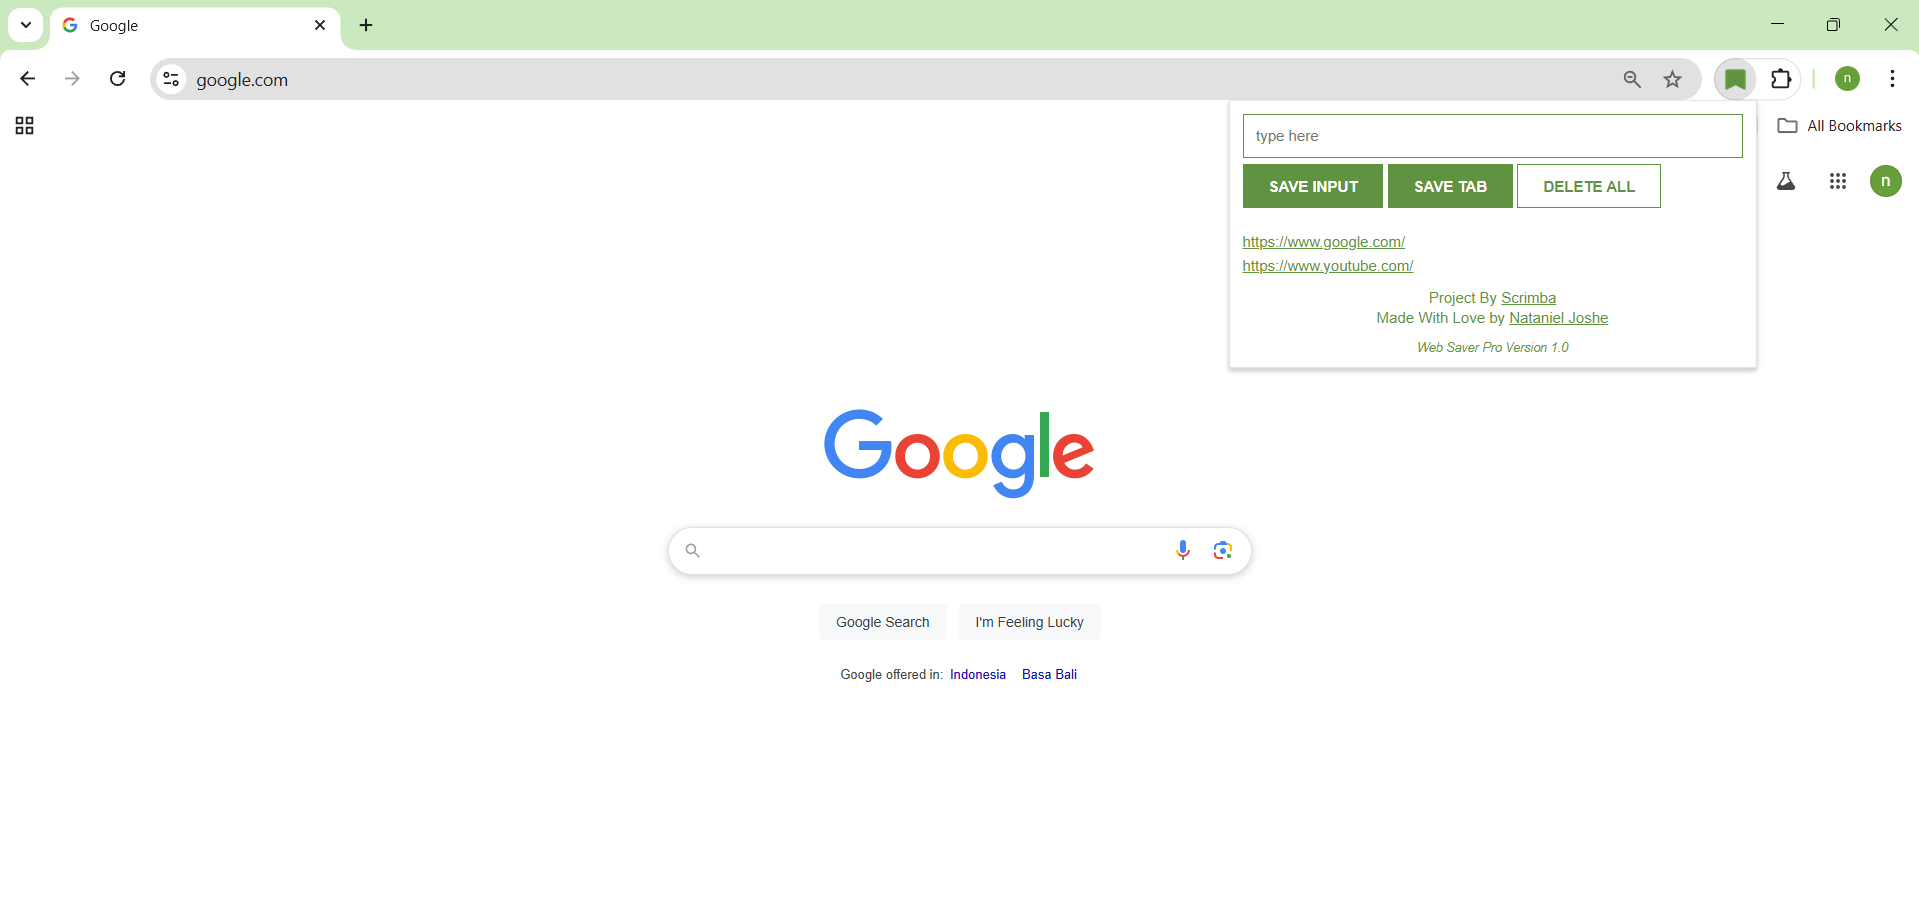 Google
google.com
n
All Bookmarks
type here
SAVE INPUT SAVE TAB DELETE ALL
n
https://www.google.com/
https://www.youtube.com/
Project By Scrimba
Made With Love by Nataniel Joshe
Web Saver Pro Version 1.0
Google
Google Search I'm Feeling Lucky
Google offered in: Indonesia Basa Bali